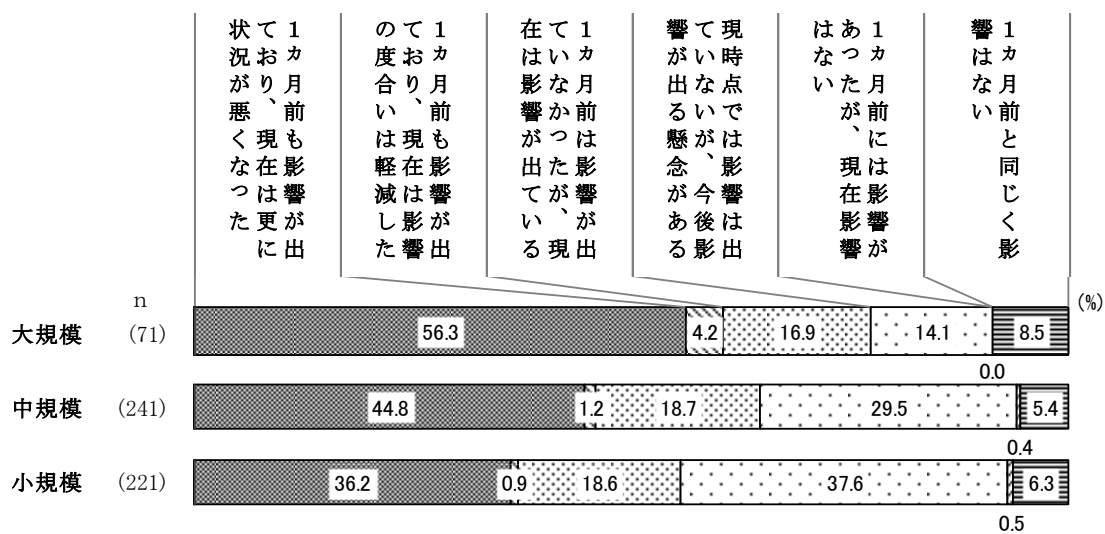 1カ月前も影響が出
ており、現在は更に
状況が悪くなった
1カ月前も影響が出
ており、現在は影響
の度合いは軽減した
1カ月前は影響が出
ていなかったが、現
在は影響が出ている
現時点では影響は出
ていないが、今後影
響が出る懸念がある
1カ月前には影響が
あったが、現在影響
はない
1カ月前と同じく影
響はない
n
(%)
大規模 (71) 56.3 4.2 16.9 14.1 8.5
0.0
中規模 (241) 44.8 1.2 18.7 29.5 5.4
0.4
小規模 (221) 36.2 0.9 18.6 37.6 6.3
0.5